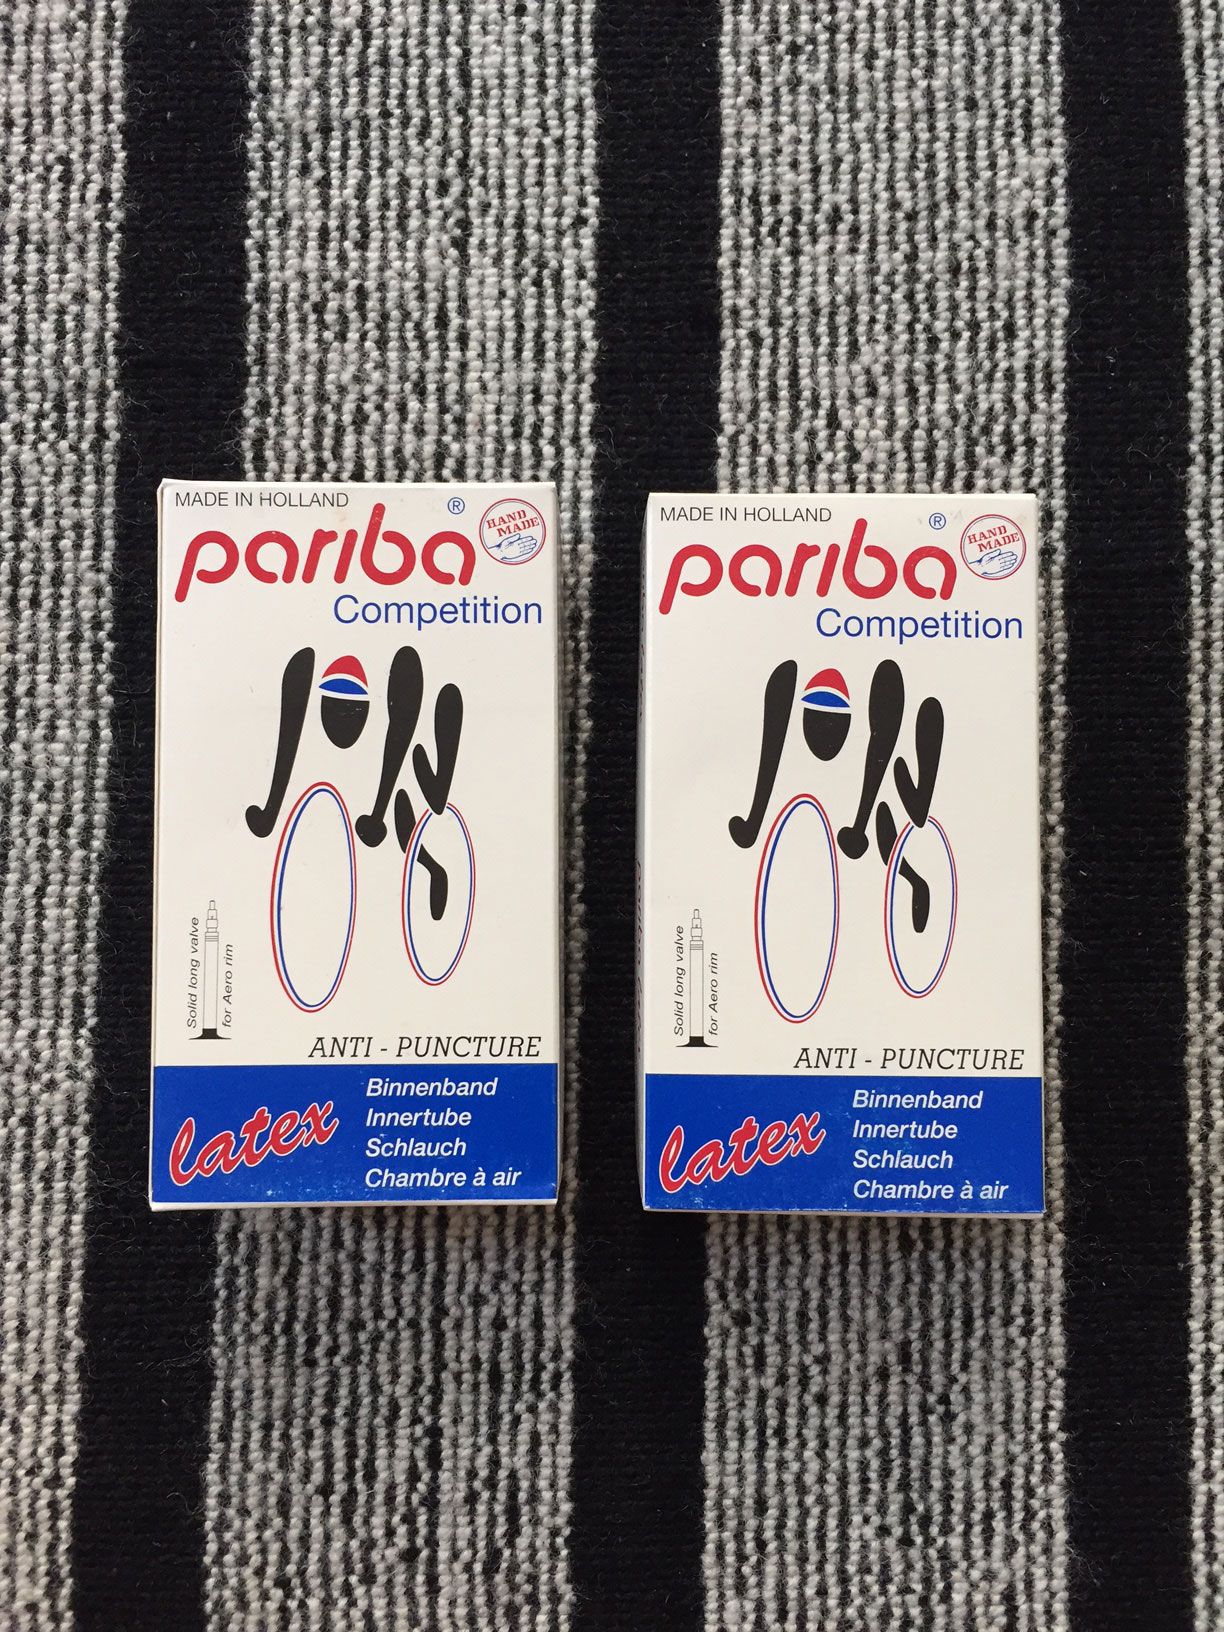 MADE IN HOLLAND
pariba®
HAND
MADE
Competition
Solid long valve
for Aero rim
ANTI - PUNCTURE
latex
Binnenband
Innertube
Schlauch
Chambre à air
MADE IN HOLLAND
pariba®
HAND
MADE
Competition
Solid long valve
for Aero rim
ANTI - PUNCTURE
latex
Binnenband
Innertube
Schlauch
Chambre à air